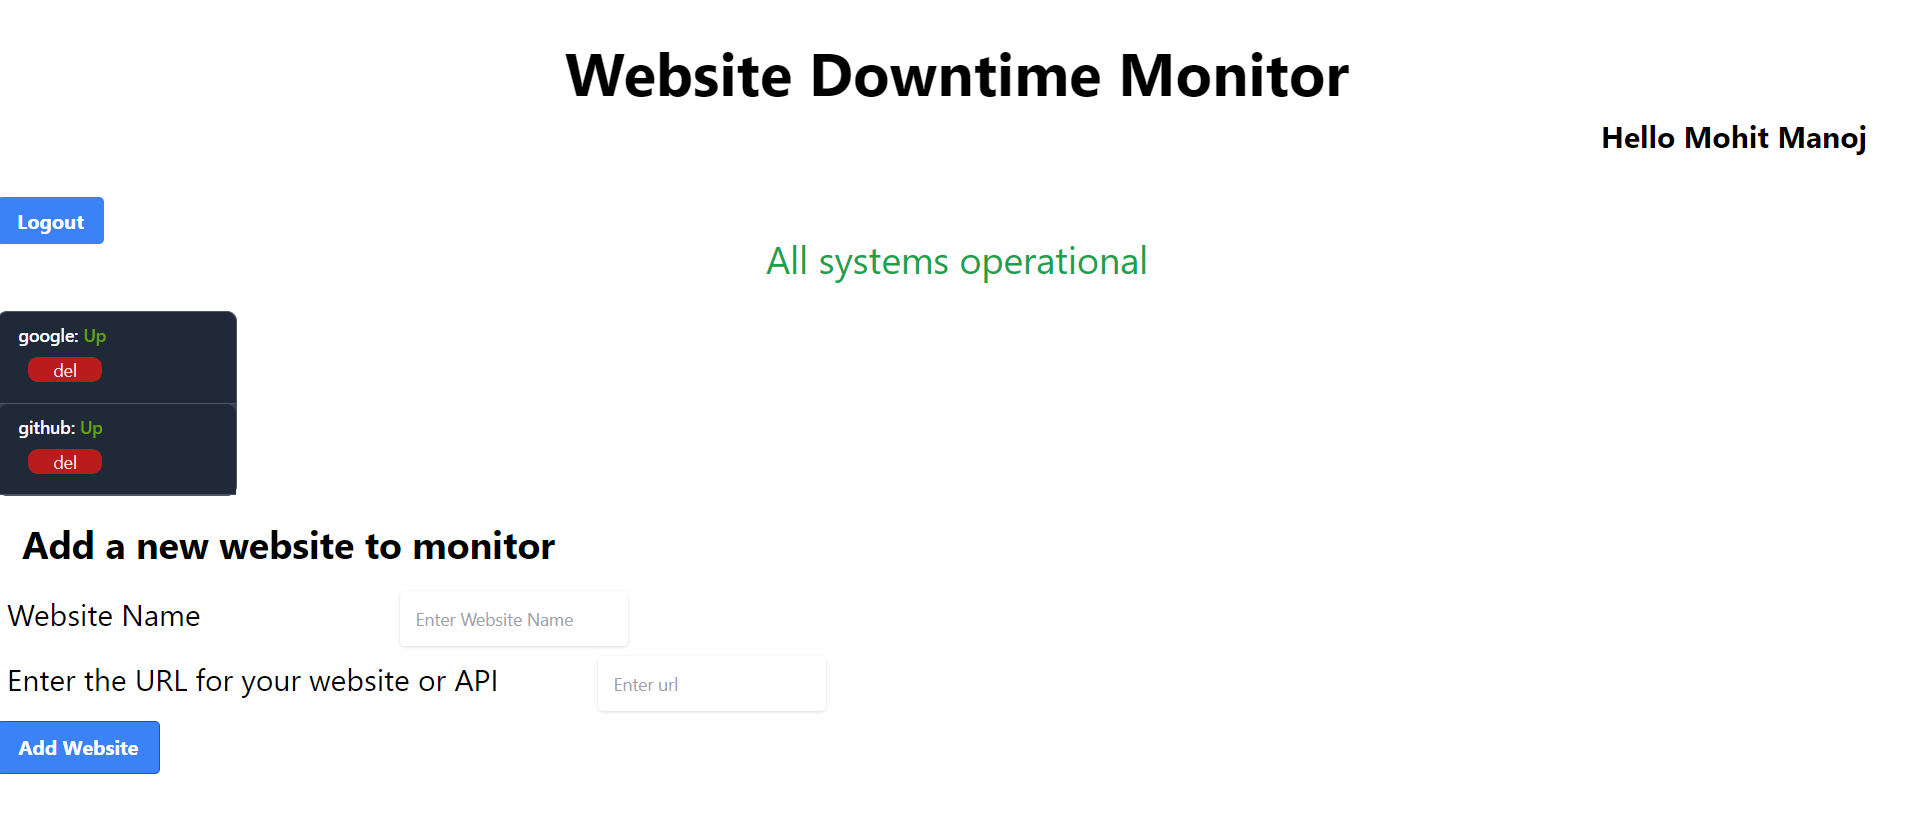 Website Downtime Monitor
Hello Mohit Manoj
Logout
All systems operational
google: Up
del
github: Up
del
Add a new website to monitor
Website Name
Enter Website Name
Enter the URL for your website or API
Enter url
Add Website